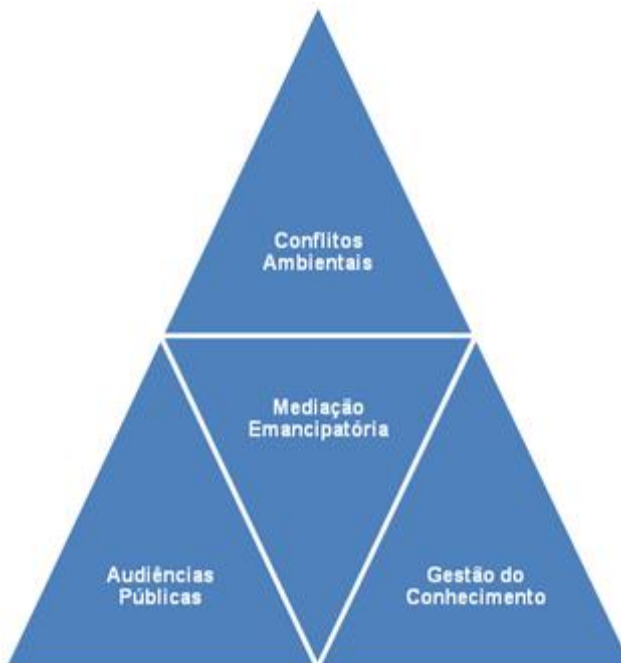 Conflitos
Ambientais
Mediação
Emancipatória
Audiências
Públicas
Gestão do
Conhecimento